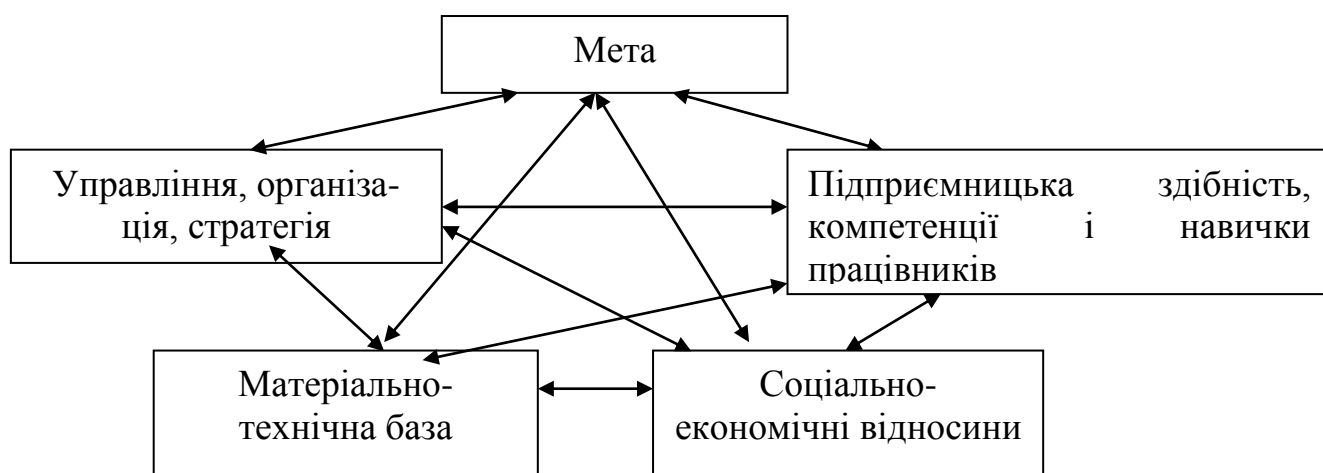 Мета
Управління, організа-
ція, стратегія
Підприємницька здібність,
компетенції і навички
працівників
Матеріально-
технічна база
Соціально-
економічні відносини